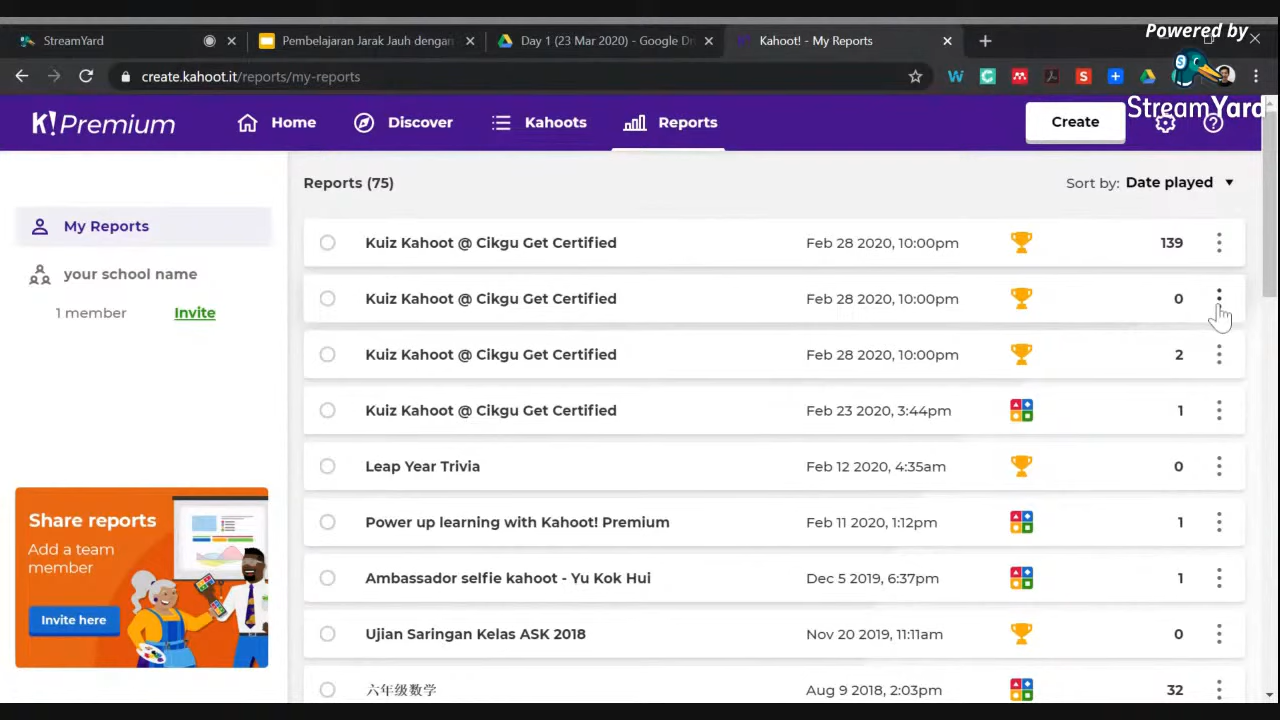 Powered by
StreamYard
StreamYard
Pembelajaran Jarak Jauh dengan
Day 1 (23 Mar 2020) - Google Dr
Kahoot! - My Reports
create.kahoot.it/reports/my-reports
K!Premium
Home
Discover
Kahoots
Reports
Create
My Reports
your school name
1 member
Invite
Reports (75)
Sort by: Date played
Kuiz Kahoot @ Cikgu Get Certified Feb 28 2020, 10:00pm 139
Kuiz Kahoot @ Cikgu Get Certified Feb 28 2020, 10:00pm 0
Kuiz Kahoot @ Cikgu Get Certified Feb 28 2020, 10:00pm 2
Kuiz Kahoot @ Cikgu Get Certified Feb 23 2020, 3:44pm 1
Leap Year Trivia Feb 12 2020, 4:35am 0
Power up learning with Kahoot! Premium Feb 11 2020, 1:12pm 1
Ambassador selfie kahoot - Yu Kok Hui Dec 5 2019, 6:37pm 1
Ujian Saringan Kelas ASK 2018 Nov 20 2019, 11:11am 0
六年级数学 Aug 9 2018, 2:03pm 32
Share reports
Add a team
member
Invite here